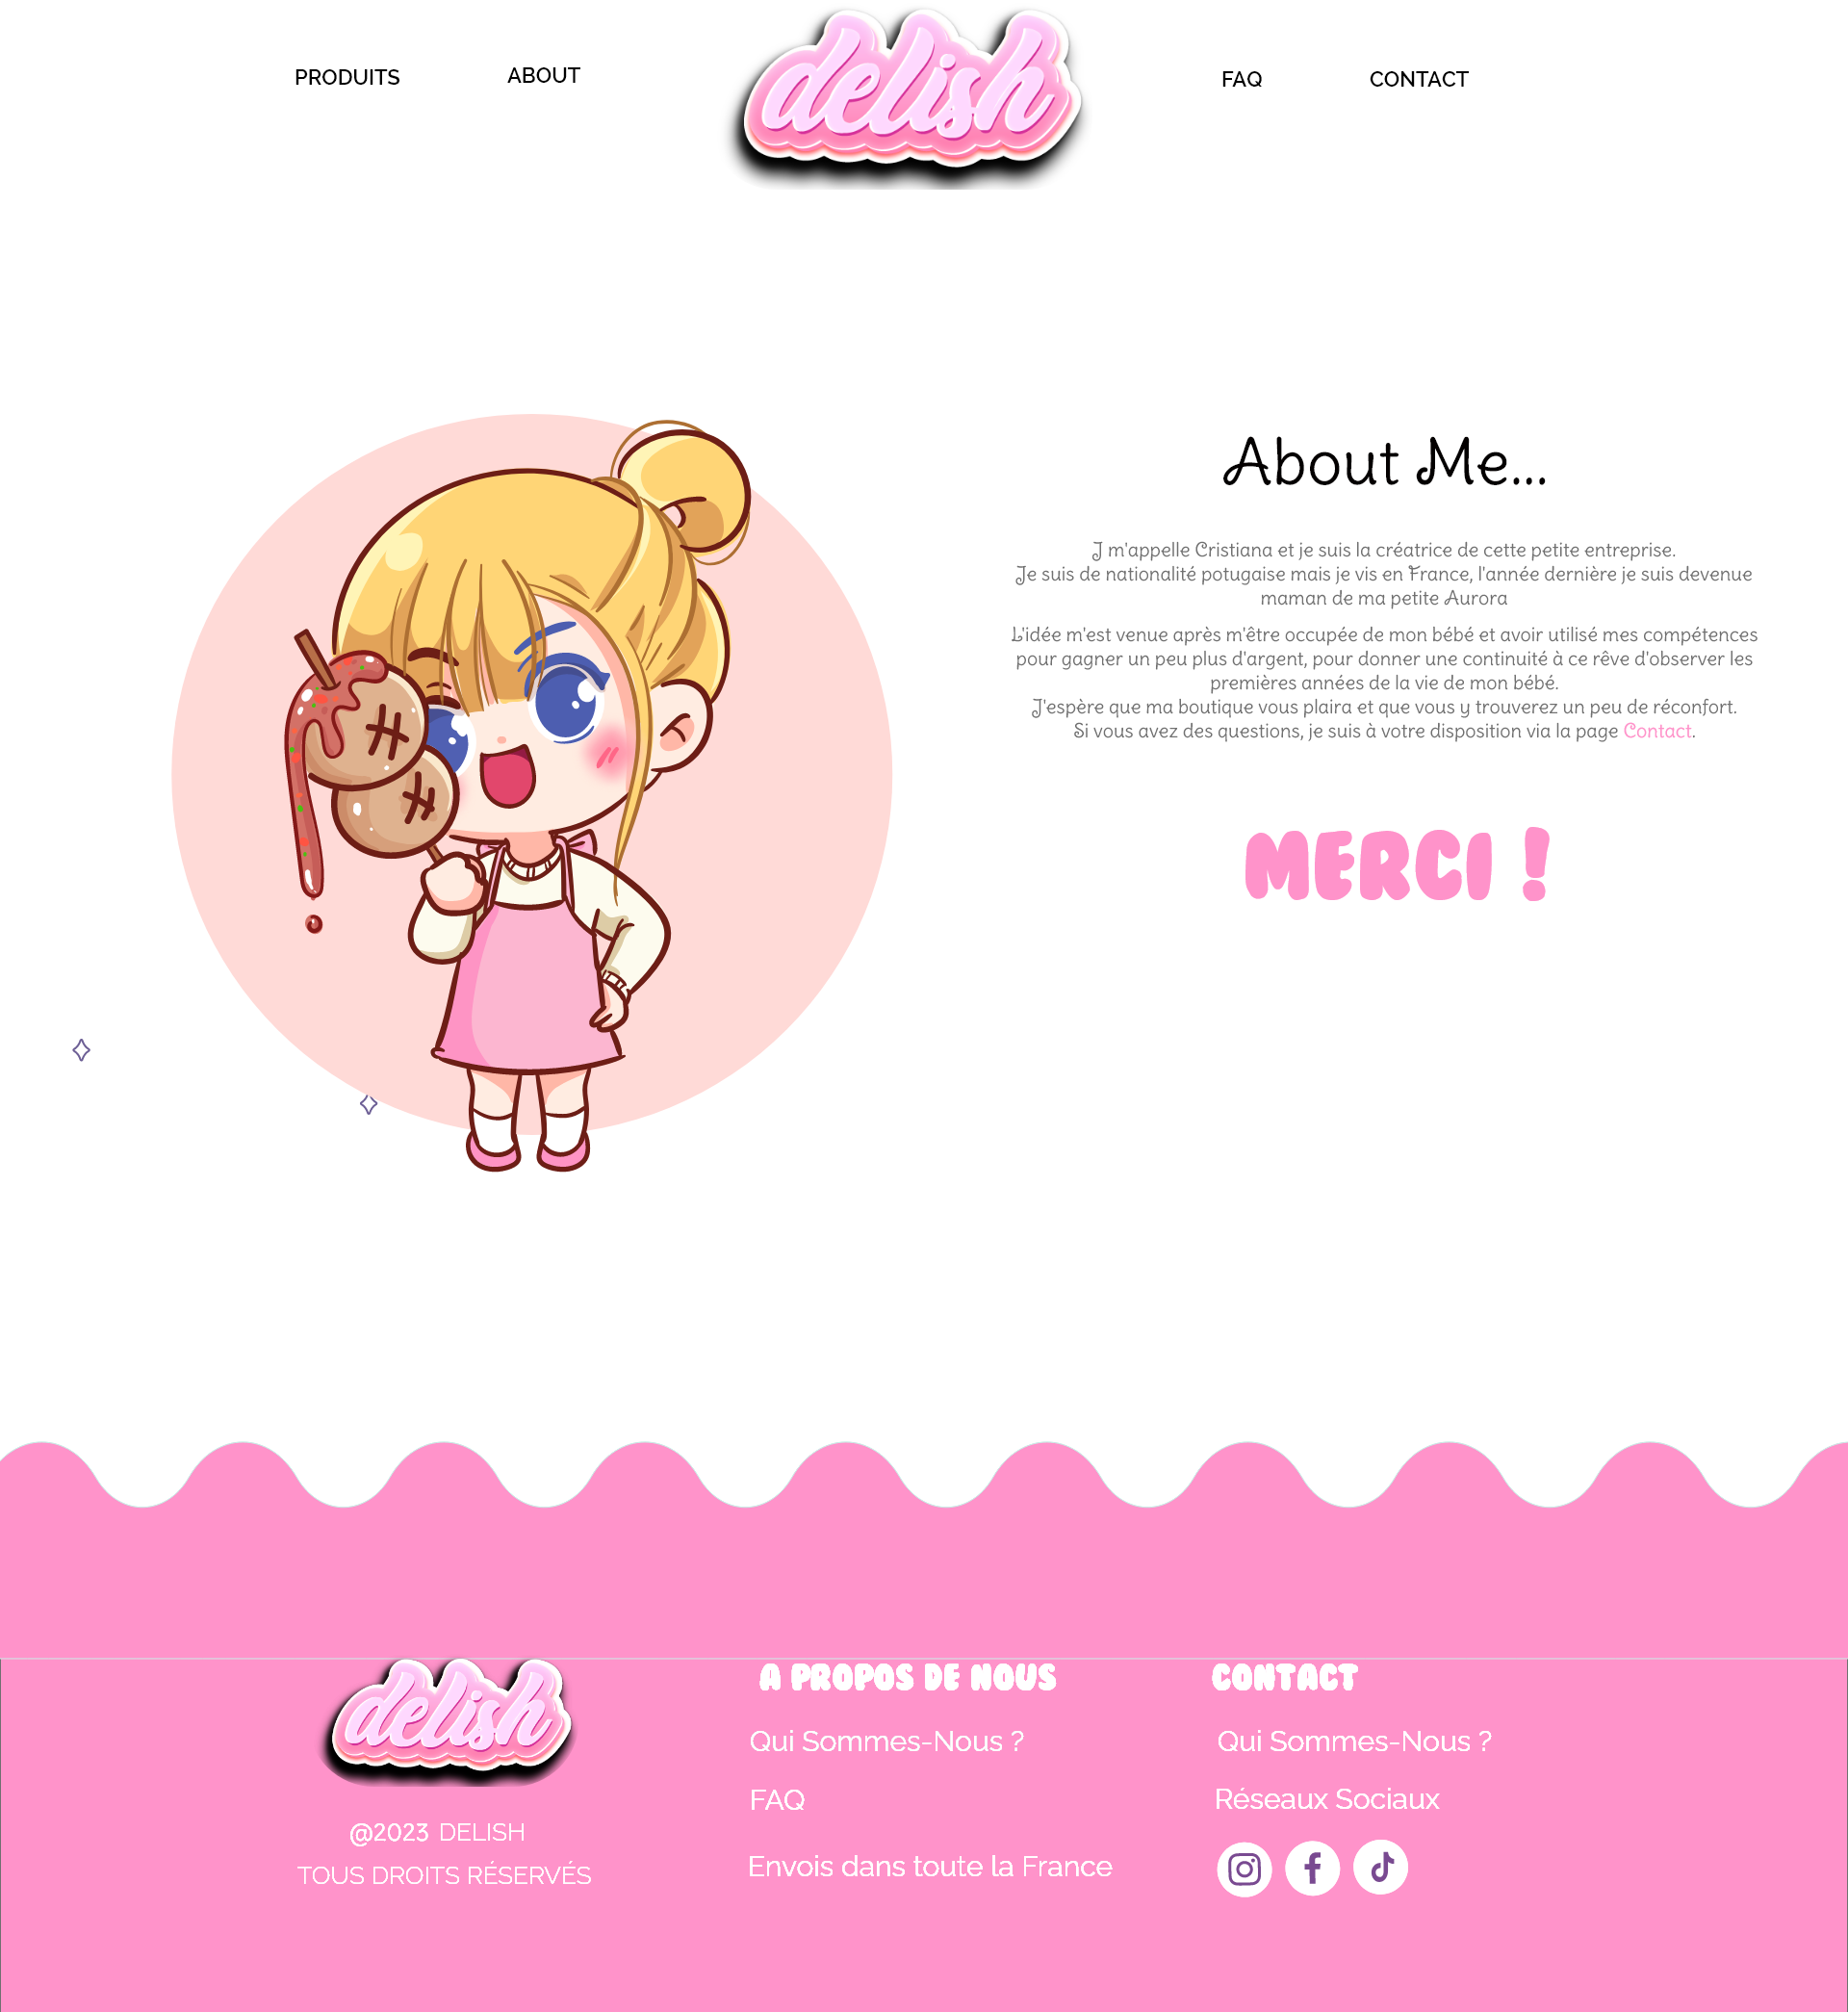 PRODUITS
ABOUT
delish
FAQ
CONTACT
About Me...
J m'appelle Cristiana et je suis la créatrice de cette petite entreprise.
Je suis de nationalité potugaise mais je vis en France, l'année dernière je suis devenue
maman de ma petite Aurora
L'idée m'est venue après m'être occupée de mon bébé et avoir utilisé mes compétences
pour gagner un peu plus d'argent, pour donner une continuité à ce rêve d'observer les
premières années de la vie de mon bébé.
J'espère que ma boutique vous plaira et que vous y trouverez un peu de réconfort.
Si vous avez des questions, je suis à votre disposition via la page Contact.
MERCI !
delish
@2023 DELISH
TOUS DROITS RÉSERVÉS
A PROPOS DE NOUS
Qui Sommes-Nous ?
FAQ
Envois dans toute la France
CONTACT
Qui Sommes-Nous ?
Réseaux Sociaux